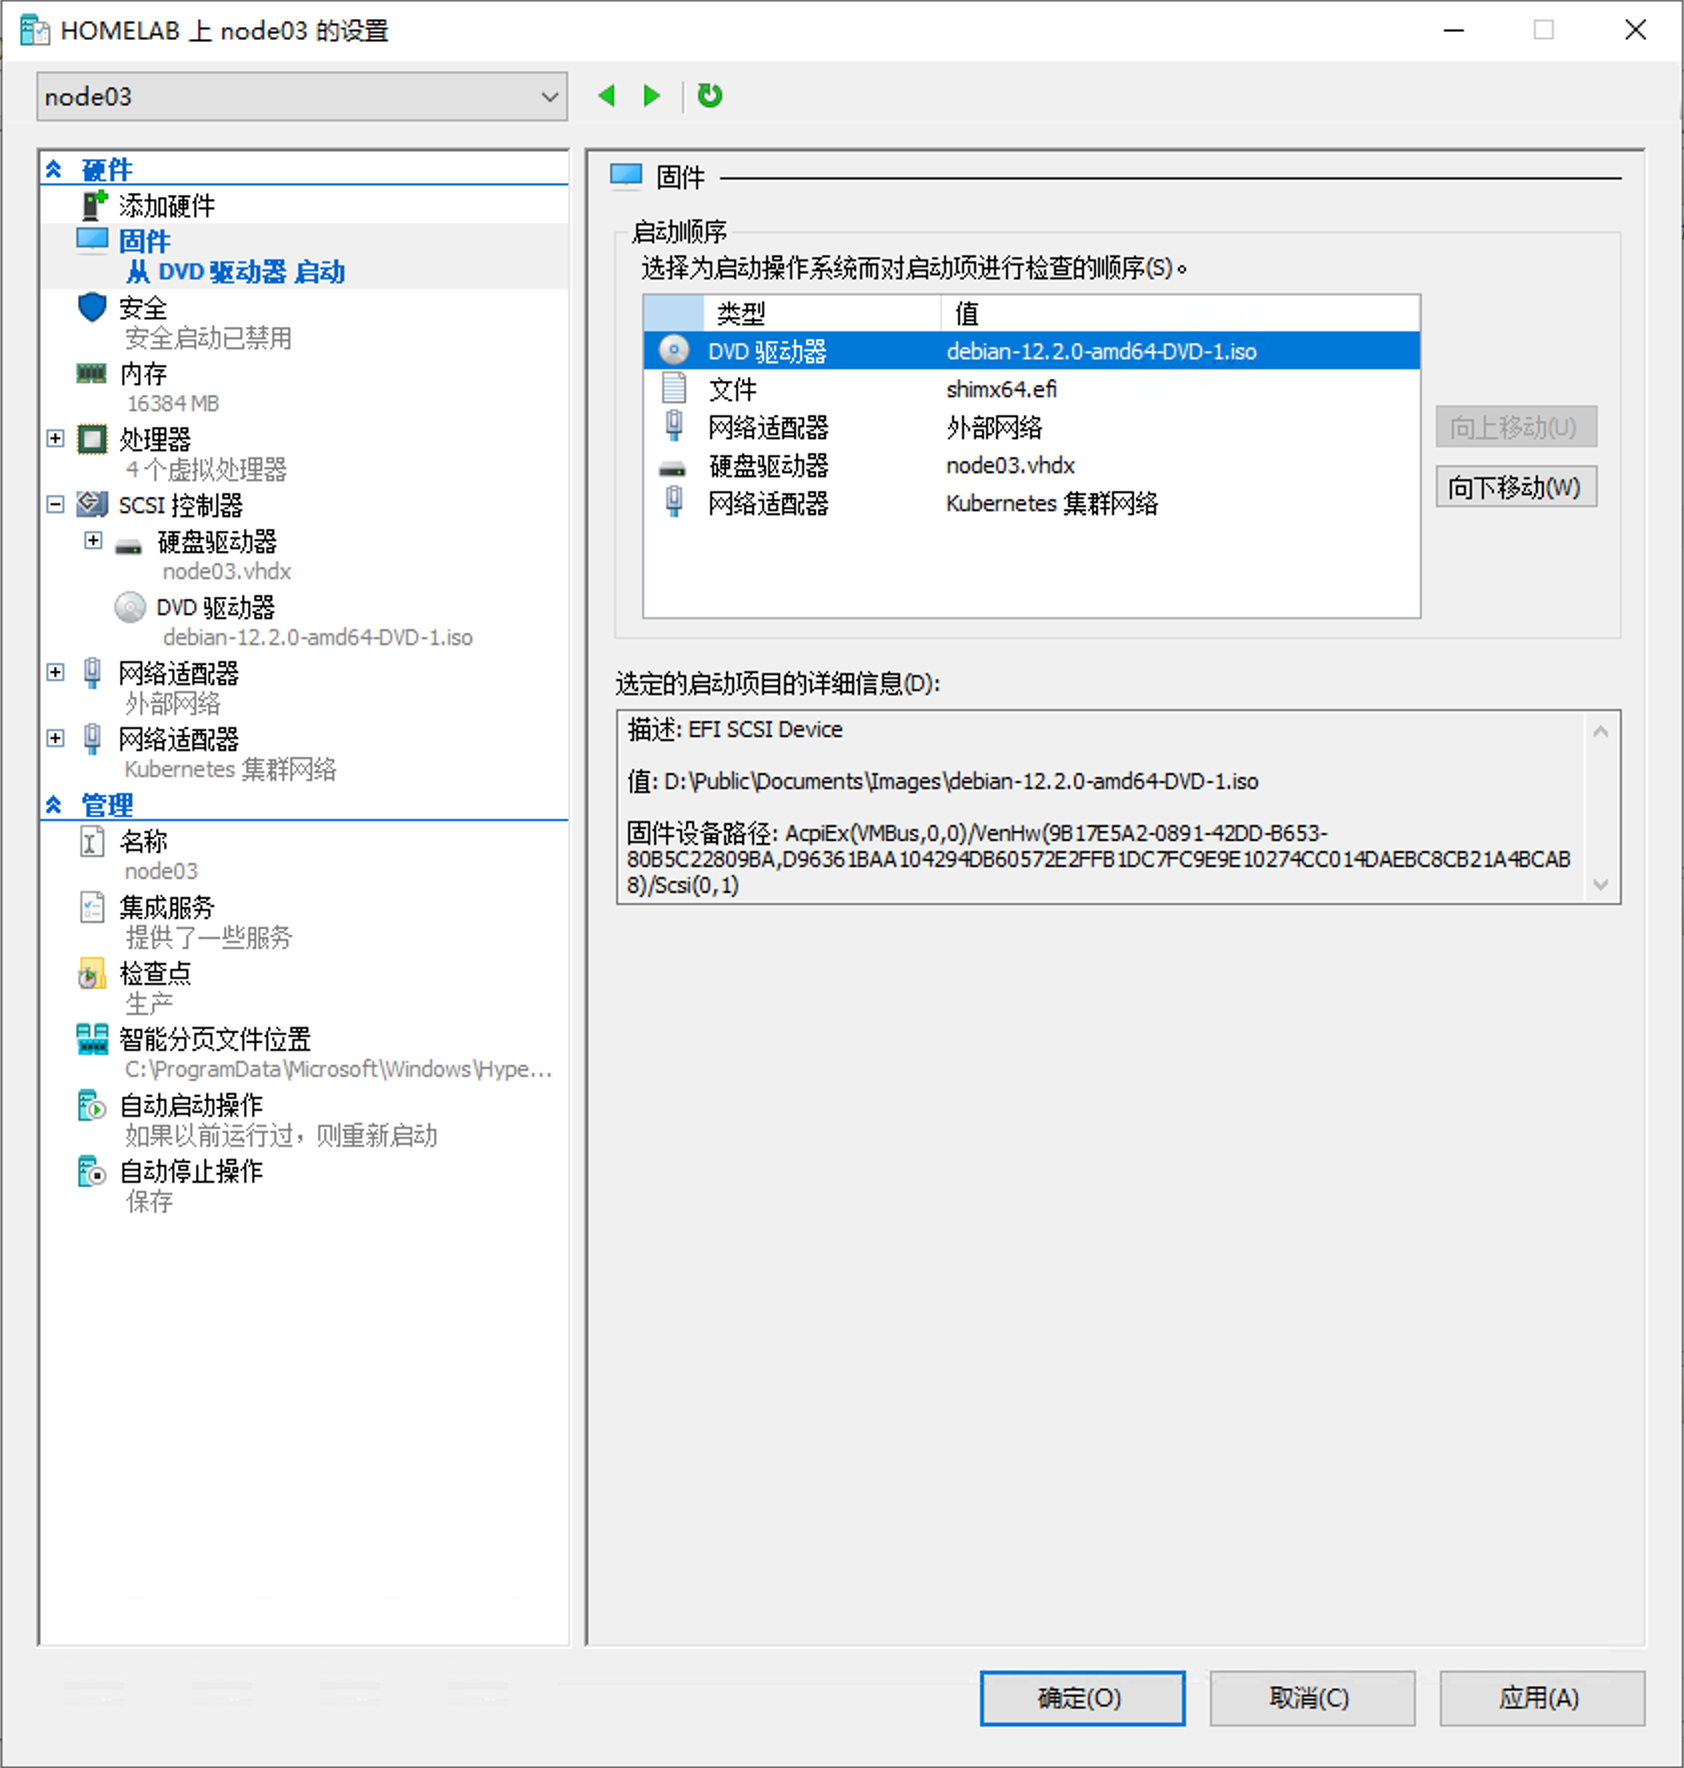 HOMELAB 上 node03 的设置
node03
硬件
添加硬件
固件
从 DVD 驱动器 启动
安全
安全启动已禁用
内存
16384 MB
处理器
4 个虚拟处理器
SCSI 控制器
硬盘驱动器
node03.vhdx
DVD 驱动器
debian-12.2.0-amd64-DVD-1.iso
网络适配器
外部网络
网络适配器
Kubernetes 集群网络
管理
名称
node03
集成服务
提供了一些服务
检查点
生产
智能分页文件位置
C:\ProgramData\Microsoft\Windows\Hype...
自动启动操作
如果以前运行过，则重新启动
自动停止操作
保存
固件
启动顺序
选择为启动操作系统而对启动项进行检查的顺序(S)。
类型 值
DVD 驱动器 debian-12.2.0-amd64-DVD-1.iso
文件 shimx64.efi
网络适配器 外部网络
硬盘驱动器 node03.vhdx
网络适配器 Kubernetes 集群网络
向上移动(U)
向下移动(W)
选定的启动项目的详细信息(D):
描述: EFI SCSI Device
值: D:\Public\Documents\Images\debian-12.2.0-amd64-DVD-1.iso
固件设备路径: AcpiEx(VMBus,0,0)/VenHw(9B17E5A2-0891-42DD-B653-
80B5C22809BA,D96361BAA104294DB60572E2FFB1DC7FC9E9E10274CC014DAEBC8CB21A4BCAB
8)/Scsi(0,1)
确定(O)
取消(C)
应用(A)